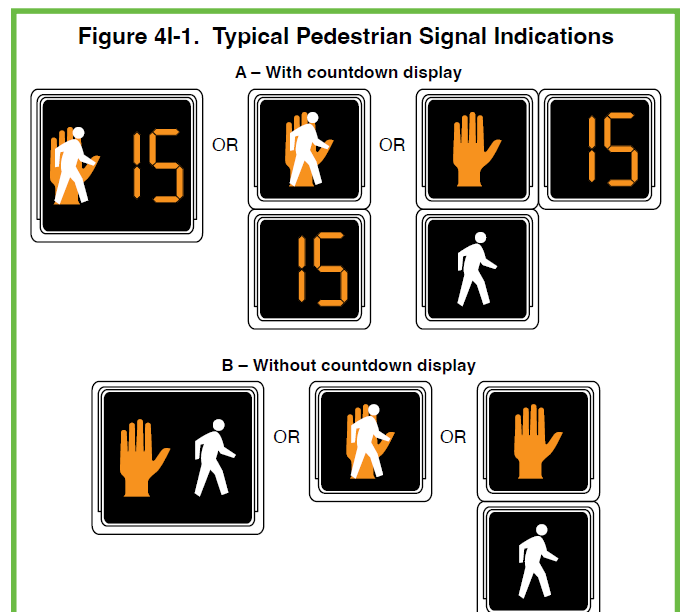 Figure 4I-1. Typical Pedestrian Signal Indications
A – With countdown display
15 OR OR 15
15
B – Without countdown display
OR OR